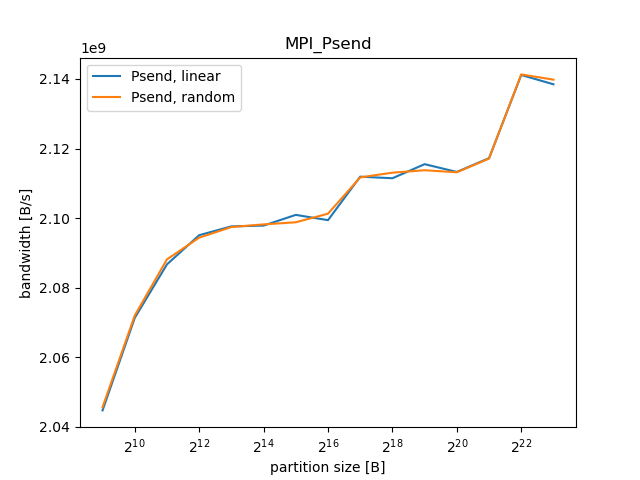 MPI_Psend
1e9
Psend, linear
Psend, random
2.14
2.12
2.10
2.08
2.06
2.04
bandwidth [B/s]
2^10 2^12 2^14 2^16 2^18 2^20 2^22
partition size [B]